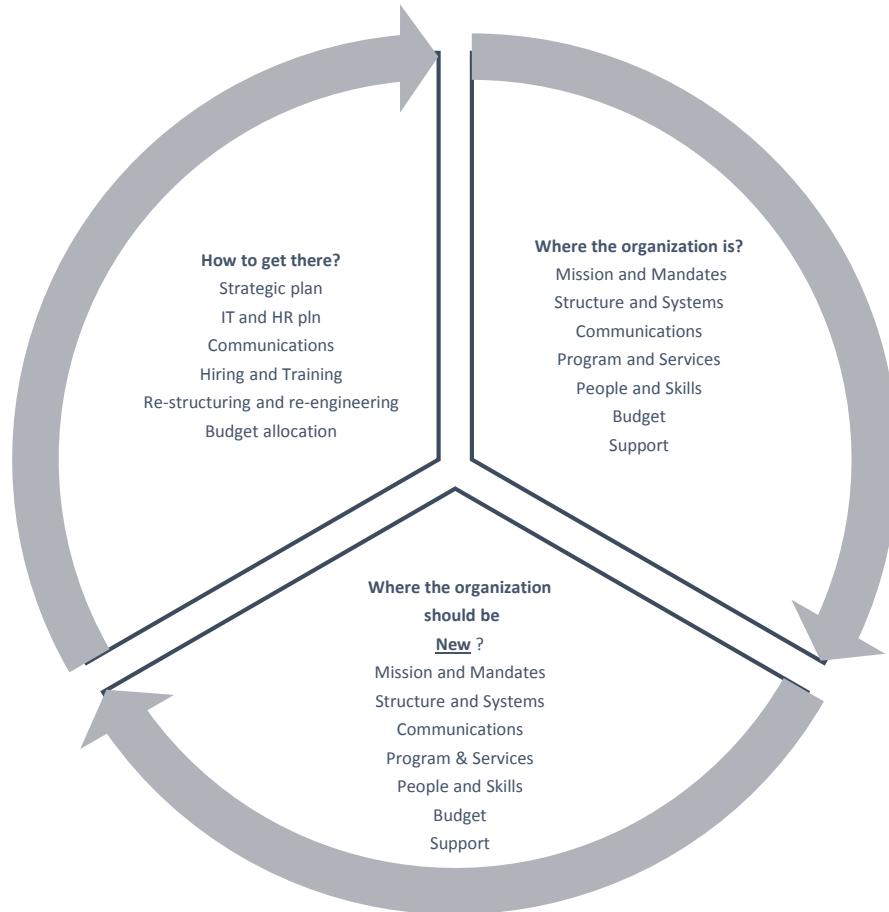 How to get there?
Strategic plan
IT and HR pln
Communications
Hiring and Training
Re-structuring and re-engineering
Budget allocation
Where the organization is?
Mission and Mandates
Structure and Systems
Communications
Program and Services
People and Skills
Budget
Support
Where the organization
should be
New ?
Mission and Mandates
Structure and Systems
Communications
Program & Services
People and Skills
Budget
Support